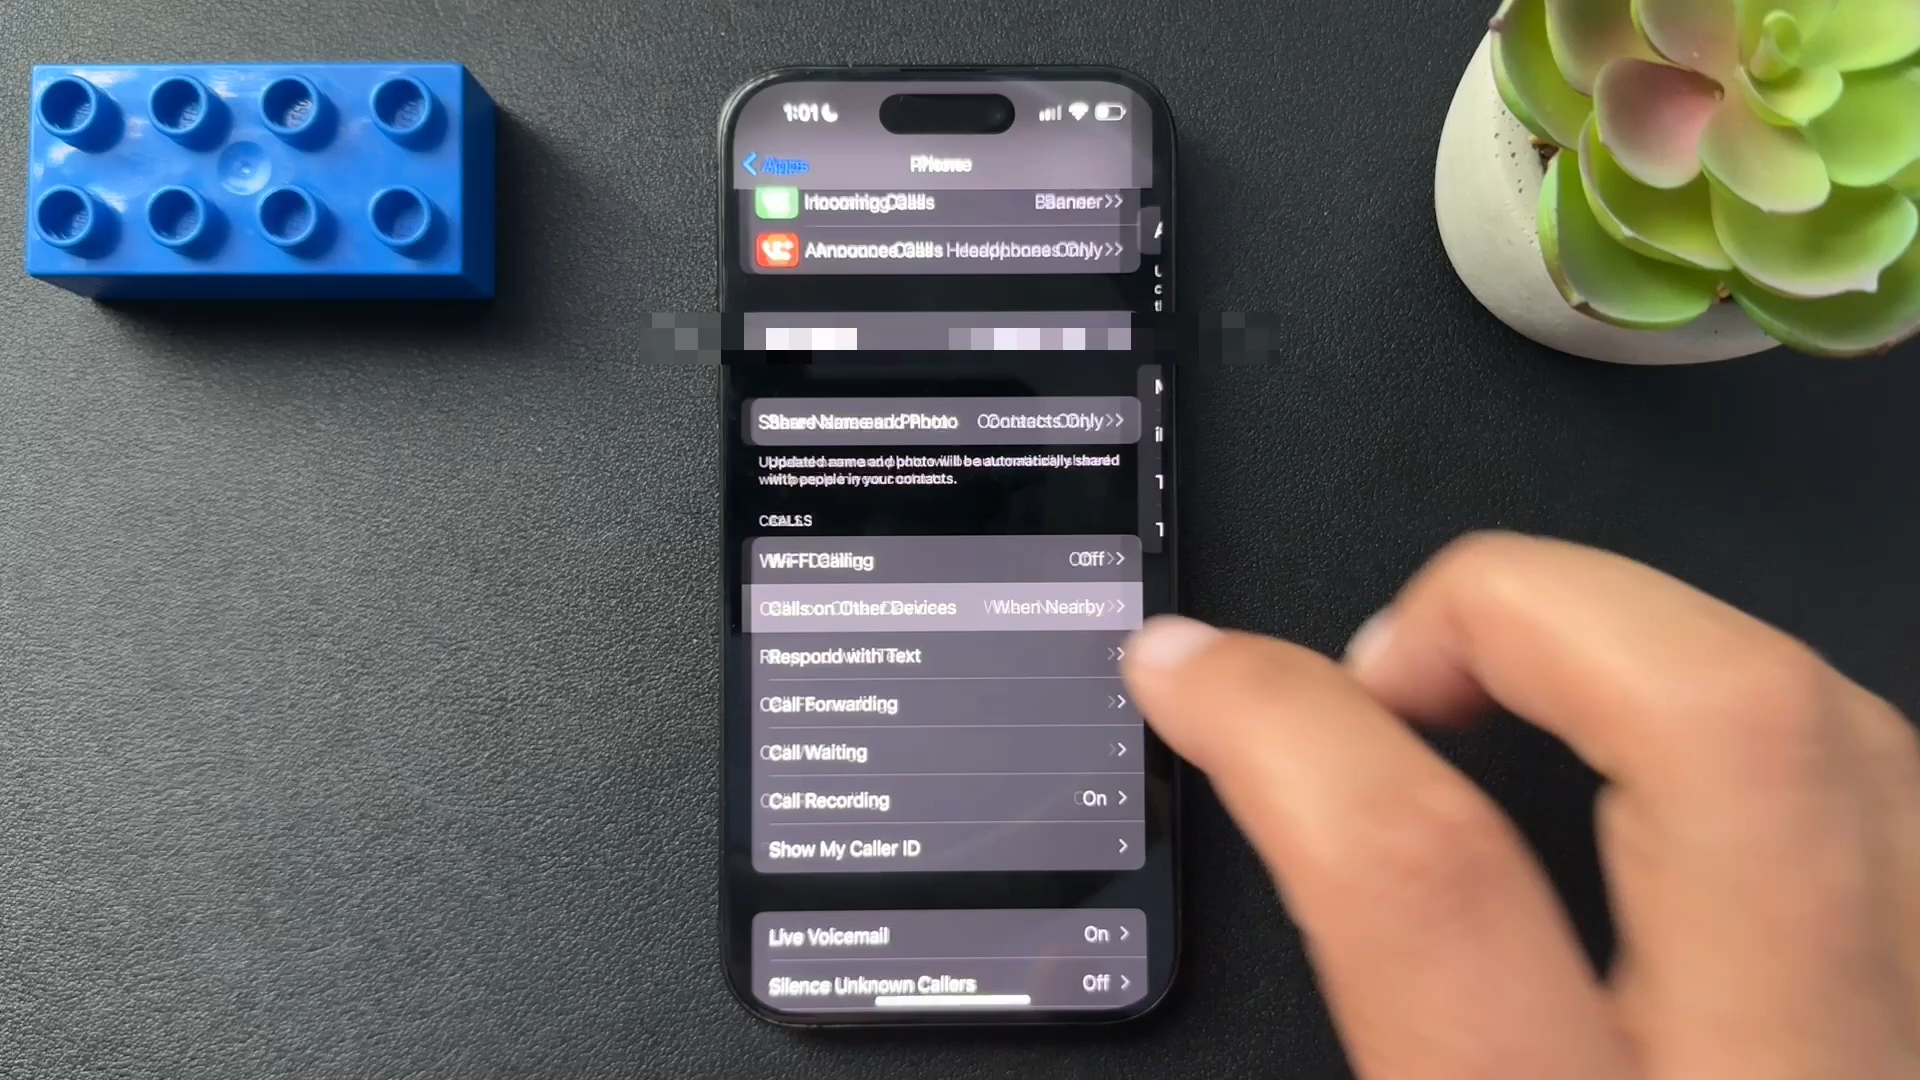 1:01
Apps Phone
Incoming Calls Banner
Announce Calls Headphones Only
Share Name and Photo Contacts Only
Updated name and photo will be automatically shared
with people in your contacts.
CALLS
Wi-Fi Calling Off
Calls on Other Devices When Nearby
Respond with Text
Call Forwarding
Call Waiting
Call Recording On
Show My Caller ID
Live Voicemail On
Silence Unknown Callers Off